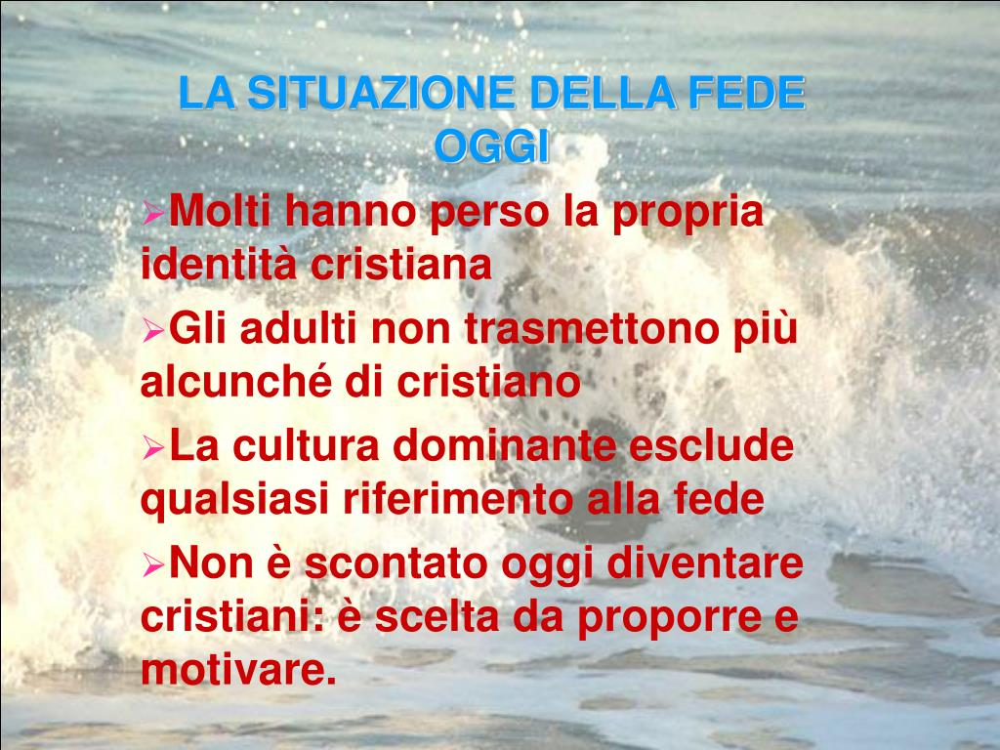 LA SITUAZIONE DELLA FEDE
OGGI
➢Molti hanno perso la propria
identità cristiana
➢Gli adulti non trasmettono più
alcunché di cristiano
➢La cultura dominante esclude
qualsiasi riferimento alla fede
➢Non è scontato oggi diventare
cristiani: è scelta da proporre e
motivare.